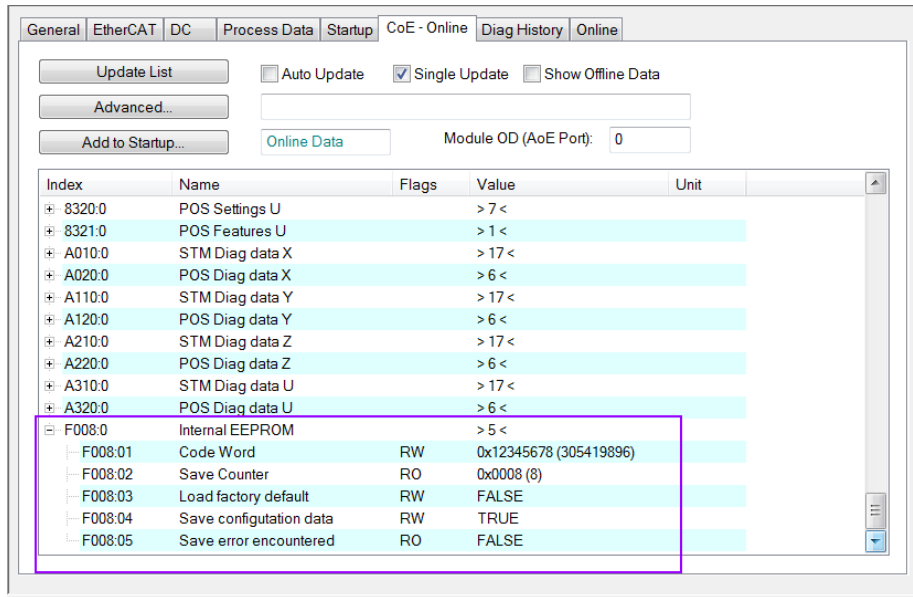 General EtherCAT DC Process Data Startup CoE - Online Diag History Online
Update List Auto Update Single Update Show Offline Data
Advanced...
Add to Startup... Online Data Module OD (AoE Port): 0
Index Name Flags Value Unit
8320:0 POS Settings U > 7 <
8321:0 POS Features U > 1 <
A010:0 STM Diag data X > 17 <
A020:0 POS Diag data X > 6 <
A110:0 STM Diag data Y > 17 <
A120:0 POS Diag data Y > 6 <
A210:0 STM Diag data Z > 17 <
A220:0 POS Diag data Z > 6 <
A310:0 STM Diag data U > 17 <
A320:0 POS Diag data U > 6 <
F008:0 Internal EEPROM > 5 <
F008:01 Code Word RW 0x12345678 (305419896)
F008:02 Save Counter RO 0x0008 (8)
F008:03 Load factory default RW FALSE
F008:04 Save configutation data RW TRUE
F008:05 Save error encountered RO FALSE